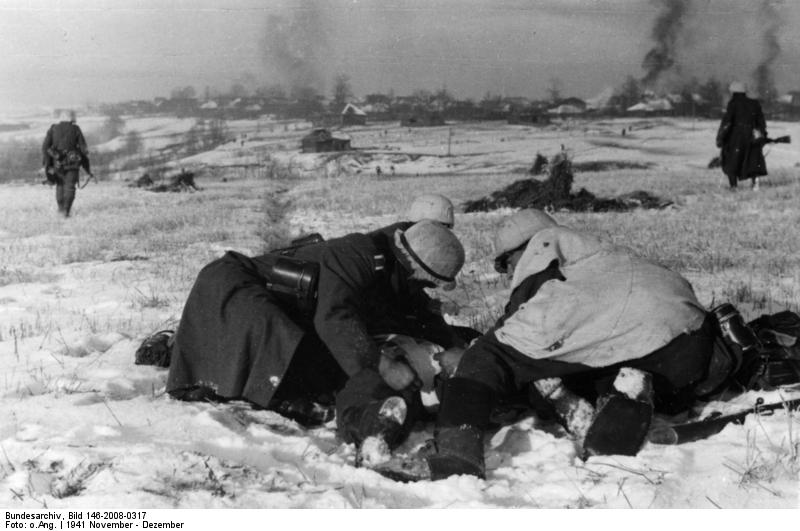 Bundesarchiv, Bild 146-2008-0317
Foto: o.Ang. | 1941 November - Dezember